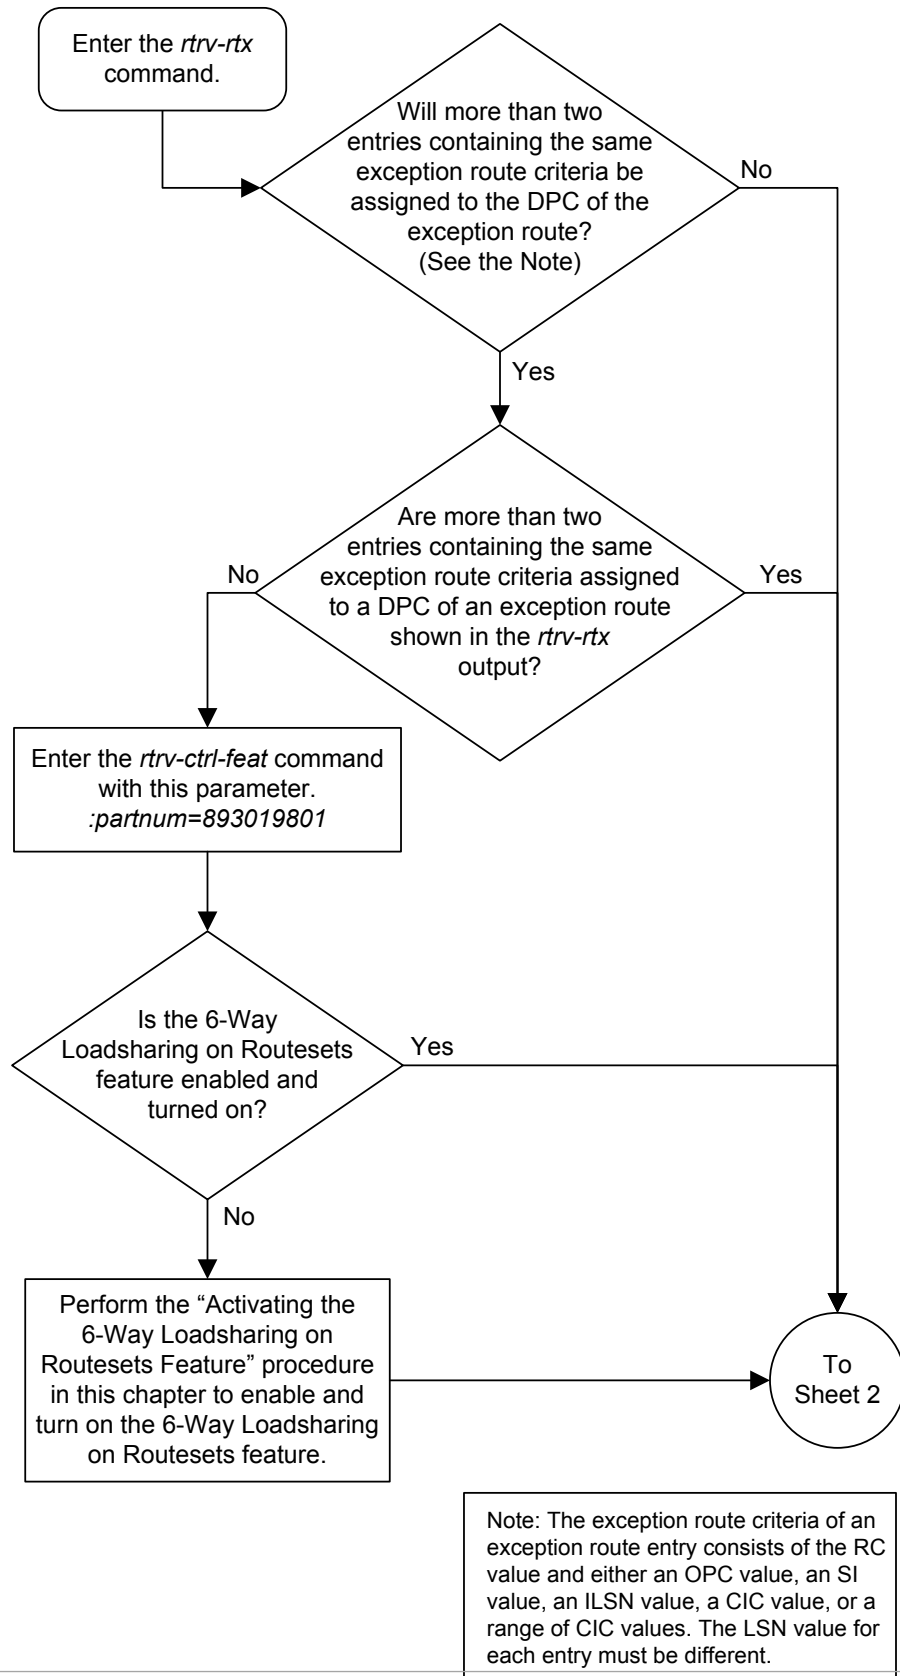 Enter the rtrv-rtx
command.
Will more than two
entries containing the same
exception route criteria be
assigned to the DPC of the
exception route?
(See the Note)
No
Yes
Are more than two
entries containing the same
exception route criteria assigned
to a DPC of an exception route
shown in the rtrv-rtx
output?
No
Yes
Enter the rtrv-ctrl-feat command
with this parameter.
:partnum=893019801
Is the 6-Way
Loadsharing on Routesets
feature enabled and
turned on?
Yes
No
Perform the “Activating the
6-Way Loadsharing on
Routesets Feature” procedure
in this chapter to enable and
turn on the 6-Way Loadsharing
on Routesets feature.
To
Sheet 2
Note: The exception route criteria of an
exception route entry consists of the RC
value and either an OPC value, an SI
value, an ILSN value, a CIC value, or a
range of CIC values. The LSN value for
each entry must be different.